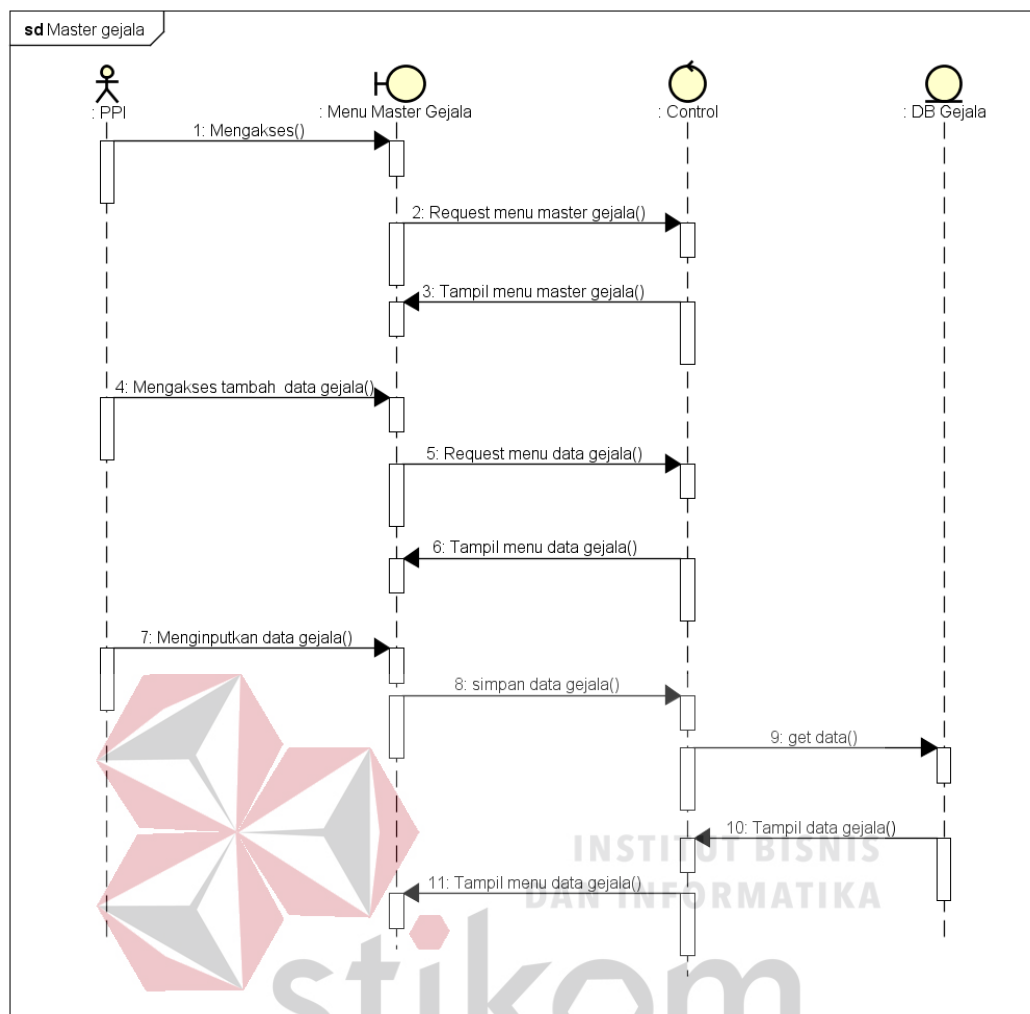 sd Master gejala
: PPI
: Menu Master Gejala
: Control
: DB Gejala
1: Mengakses()
2: Request menu master gejala()
3: Tampil menu master gejala()
4: Mengakses tambah data gejala()
5: Request menu data gejala()
6: Tampil menu data gejala()
7: Menginputkan data gejala()
8: simpan data gejala()
9: get data()
10: Tampil data gejala()
11: Tampil menu data gejala()
INSTITUT BISNIS
DAN INFORMATIKA
stikom